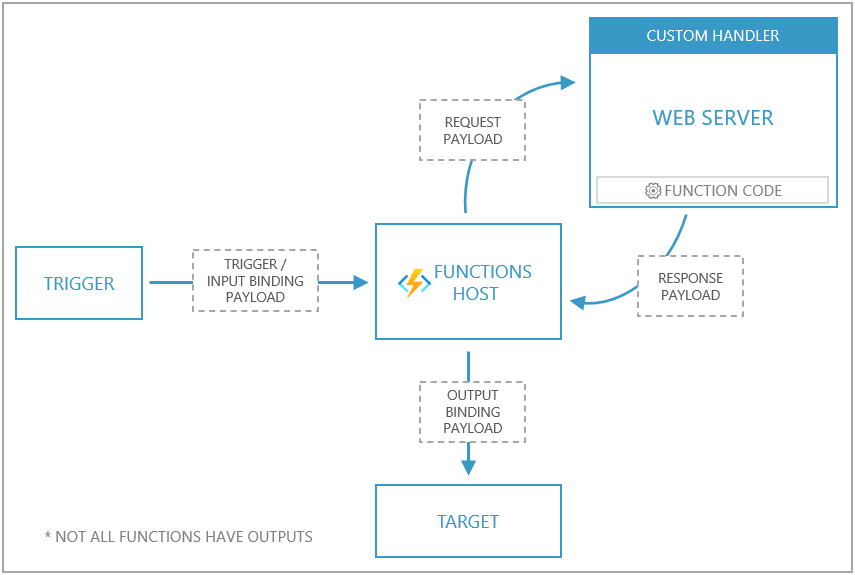 CUSTOM HANDLER
WEB SERVER
FUNCTION CODE
REQUEST
PAYLOAD
TRIGGER
TRIGGER /
INPUT BINDING
PAYLOAD
FUNCTIONS
HOST
RESPONSE
PAYLOAD
OUTPUT
BINDING
PAYLOAD
TARGET
* NOT ALL FUNCTIONS HAVE OUTPUTS